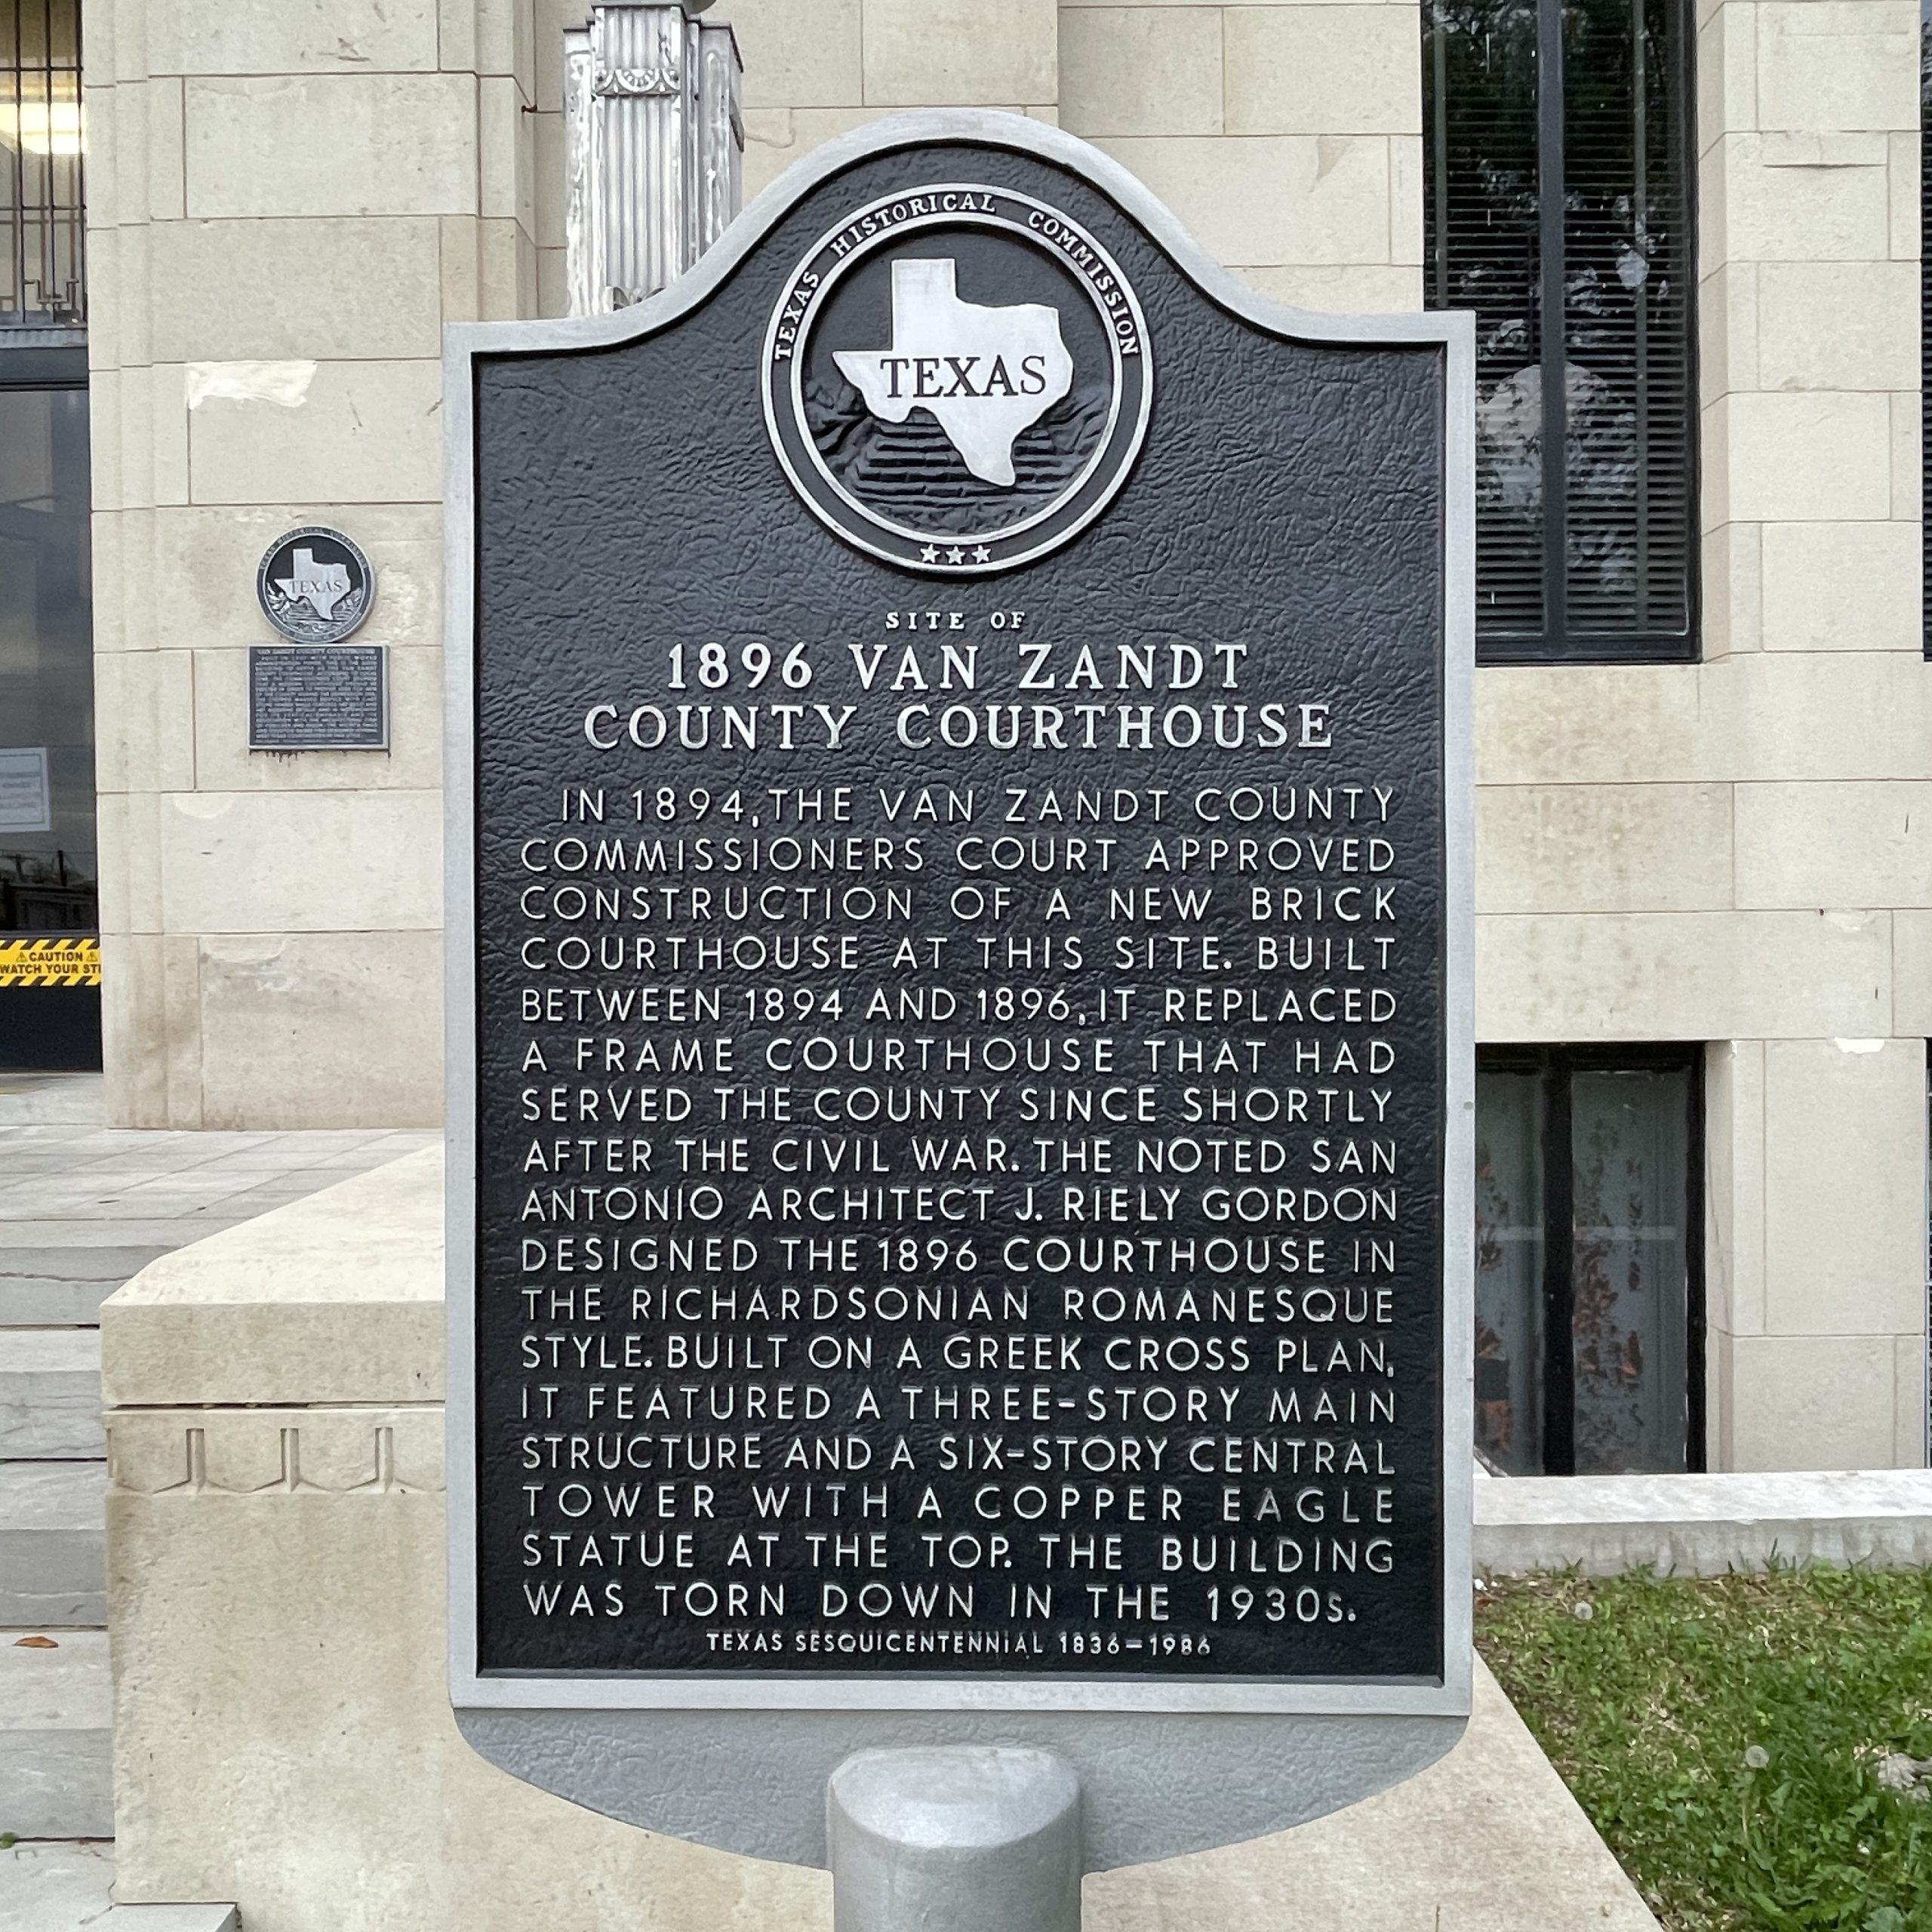 TEXAS HISTORICAL COMMISSION
TEXAS
SITE OF
1896 VAN ZANDT
COUNTY COURTHOUSE
IN 1894, THE VAN ZANDT COUNTY
COMMISSIONERS COURT APPROVED
CONSTRUCTION OF A NEW BRICK
COURTHOUSE AT THIS SITE. BUILT
BETWEEN 1894 AND 1896, IT REPLACED
A FRAME COURTHOUSE THAT HAD
SERVED THE COUNTY SINCE SHORTLY
AFTER THE CIVIL WAR. THE NOTED SAN
ANTONIO ARCHITECT J. RIELY GORDON
DESIGNED THE 1896 COURTHOUSE IN
THE RICHARDSONIAN ROMANESQUE
STYLE. BUILT ON A GREEK CROSS PLAN,
IT FEATURED A THREE-STORY MAIN
STRUCTURE AND A SIX-STORY CENTRAL
TOWER WITH A COPPER EAGLE
STATUE AT THE TOP. THE BUILDING
WAS TORN DOWN IN THE 1930s.
TEXAS SESQUICENTENNIAL 1836-1986
TEXAS
VAN ZANDT COUNTY COURTHOUSE
CAUTION
WATCH YOUR